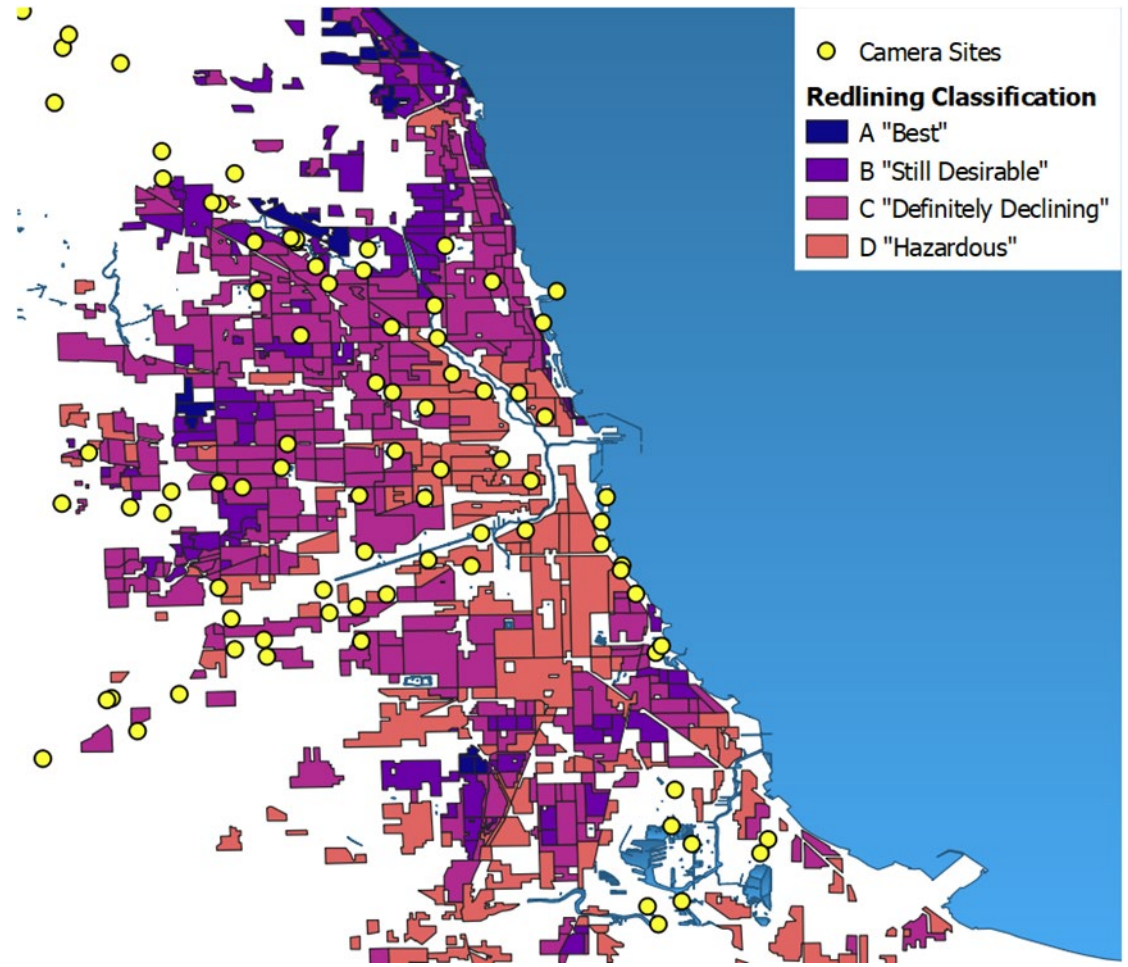 Camera Sites
Redlining Classification
A "Best"
B "Still Desirable"
C "Definitely Declining"
D "Hazardous"